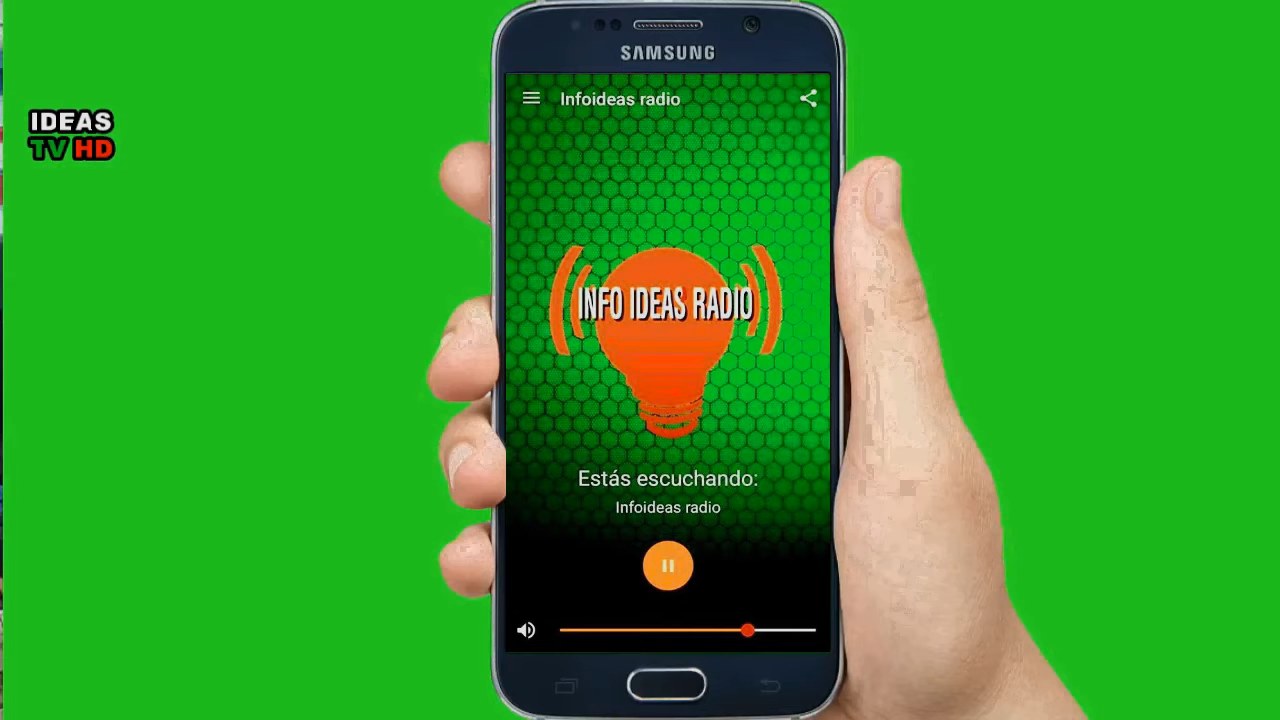 IDEAS
TV HD
SAMSUNG
Infoideas radio
INFO IDEAS RADIO
Estás escuchando:
Infoideas radio